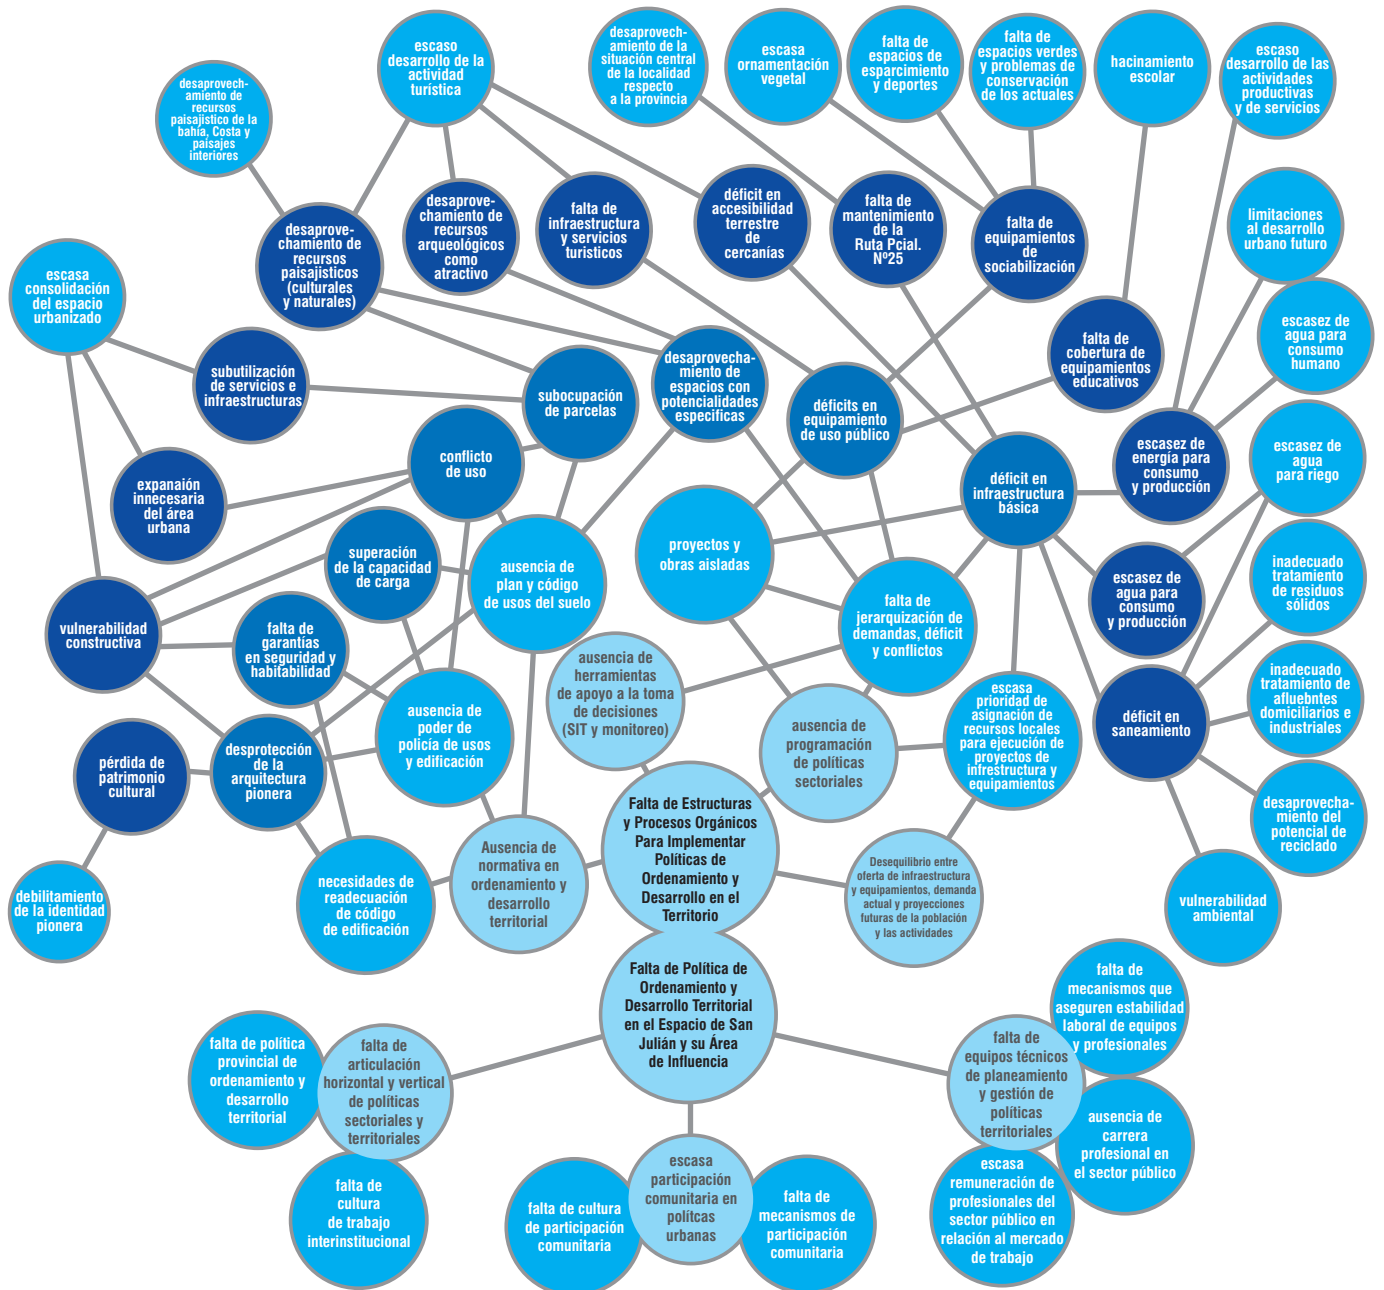 escaso
desarrollo de la
actividad
turística
desaprovech-
amiento de la
situación central
de la localidad
respecto
a la provincia
escasa
ornamentación
vegetal
falta de
espacios de
esparcimiento
y deportes
falta de
espacios verdes
y problemas de
conservación
de los actuales
hacinamiento
escolar
escaso
desarrollo de las
actividades
productivas
y de servicios
desaprovech-
amiento de
recursos
paisajístico de la
bahía, Costa y
paisajes
interiores
desaprove-
chamiento de
recursos
paisajísticos
(culturales
y naturales)
desaprove-
chamiento de
recursos
arqueológicos
como
atractivo
falta de
infraestructura
y servicios
turisticos
déficit en
accesibilidad
terrestre
de
cercanías
falta de
mantenimiento
de la
Ruta Pcial.
Nº25
falta de
equipamientos
de
sociabilización
limitaciones
al desarrollo
urbano futuro
escasa
consolidación
del espacio
urbanizado
escasez de
agua para
consumo
humano
subutilización
de servicios e
infraestructuras
subocupación
de parcelas
desaprovecha-
miento de
espacios con
potencialidades
especificas
déficits en
equipamiento
de uso público
falta de
cobertura de
equipamientos
educativos
escasez de
energía para
consumo
y producción
escasez de
agua
para riego
conflicto
de uso
expanaión
innecesaria
del área
urbana
déficit en
infraestructura
básica
superación
de la capacidad
de carga
ausencia de
plan y código
de usos del suelo
proyectos y
obras aisladas
escasez de
agua para
consumo
y producción
inadecuado
tratamiento
de residuos
sólidos
vulnerabilidad
constructiva
falta de
garantías
en seguridad y
habitabilidad
falta de
jerarquización de
demandas, déficit
y conflictos
ausencia de
herramientas
de apoyo a la toma
de decisiones
(SIT y monitoreo)
ausencia de
poder de
policía de usos
y edificación
ausencia de
programación
de políticas
sectoriales
escasa
prioridad de
asignación de
recursos locales
para ejecución de
proyectos de
infrestructura y
equipamientos
déficit en
saneamiento
inadecuado
tratamiento de
afluebntes
domiciliarios e
industriales
pérdida de
patrimonio
cultural
desprotección
de la
arquitectura
pionera
Falta de Estructuras
y Procesos Orgánicos
Para Implementar
Políticas de
Ordenamiento y
Desarrollo en el
Territorio
desaprovecha-
miento del
potencial de
reciclado
debilitamiento
de la identidad
pionera
necesidades de
readecuación
de código
de edificación
Ausencia de
normativa en
ordenamiento y
desarrollo
territorial
Desequilibrio entre
oferta de infraestructura
y equipamientos, demanda
actual y proyecciones
futuras de la población
y las actividades
vulnerabilidad
ambiental
Falta de Política de
Ordenamiento y
Desarrollo Territorial
en el Espacio de San
Julián y su Área
de Influencia
falta de
mecanismos que
aseguren estabilidad
laboral de equipos
y profesionales
falta de política
provincial de
ordenamiento y
desarrollo
territorial
falta de
articulación
horizontal y vertical
de políticas
sectoriales y
territoriales
falta de
equipos técnicos
de planeamiento
y gestión de
políticas
territoriales
ausencia de
carrera
profesional en
el sector público
falta de
cultura
de trabajo
interinstitucional
falta de cultura
de participación
comunitaria
escasa
participación
comunitaria en
polítcas
urbanas
falta de
mecanismos de
participación
comunitaria
escasa
remuneración de
profesionales del
sector público en
relación al mercado
de trabajo